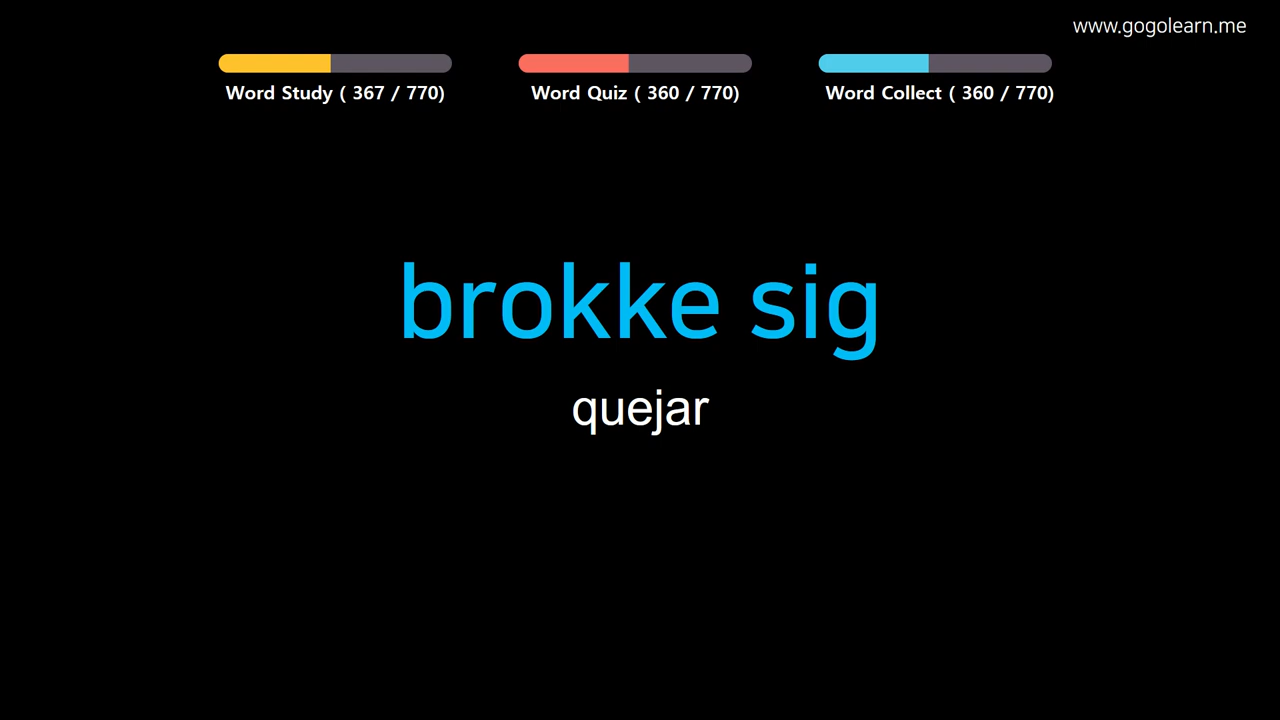 www.gogolearn.me
Word Study ( 367 / 770)
Word Quiz ( 360 / 770)
Word Collect ( 360 / 770)
brokke sig
quejar